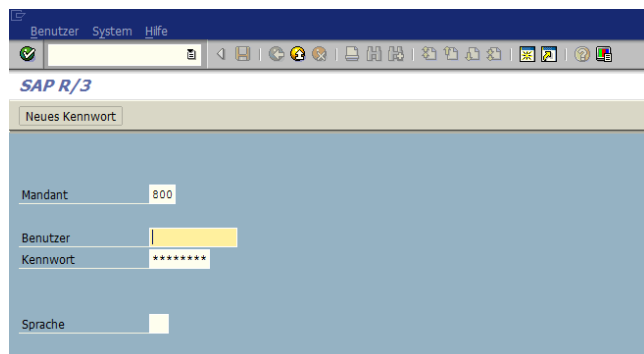 Benutzer System Hilfe
SAP R/3
Neues Kennwort
Mandant 800
Benutzer
Kennwort ********
Sprache